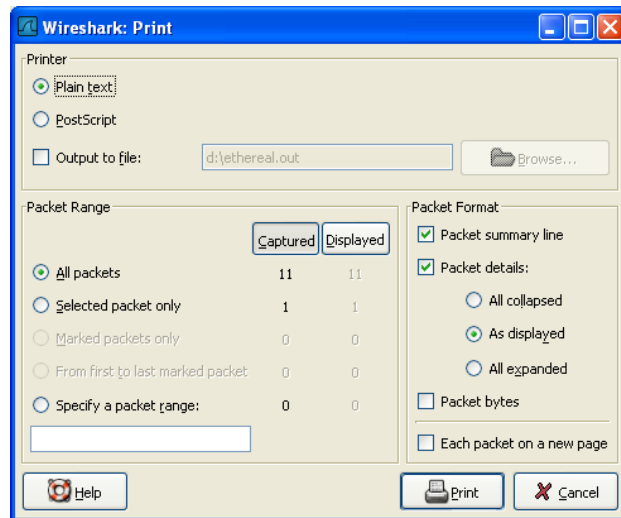 Wireshark: Print
Printer
Plain text
PostScript
Output to file: d:\ethereal.out Browse...
Packet Range
Captured Displayed
All packets 11 11
Selected packet only 1 1
Marked packets only 0 0
From first to last marked packet 0 0
Specify a packet range: 0 0
Packet Format
Packet summary line
Packet details:
All collapsed
As displayed
All expanded
Packet bytes
Each packet on a new page
Help Print Cancel